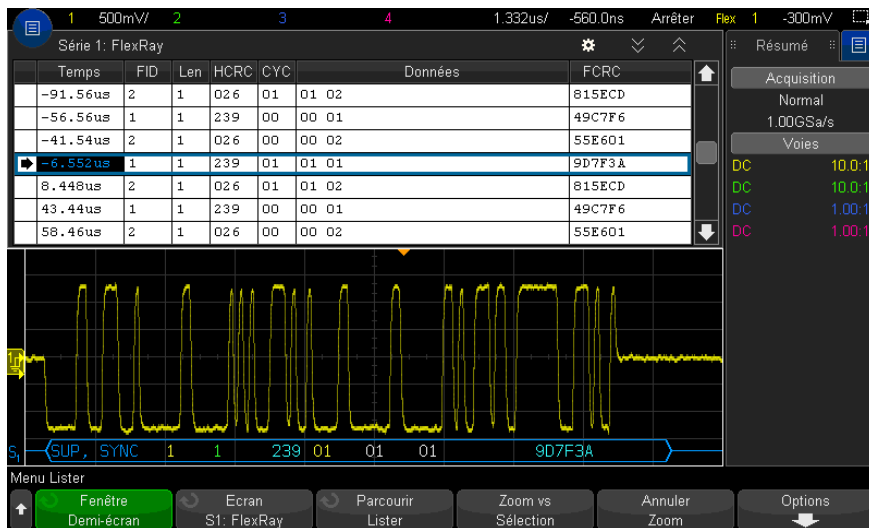 1 500mV/ 2 3 4 1.332us/ -560.0ns Arrêter Flex 1 -300mV
Série 1: FlexRay
Résumé
Temps FID Len HCRC CYC Données FCRC
-91.56us 2 1 026 01 01 02 815ECD
-56.56us 1 1 239 00 00 01 49C7F6
-41.54us 2 1 026 00 00 02 55E601
-6.552us 1 1 239 01 01 01 9D7F3A
8.448us 2 1 026 01 01 02 815ECD
43.44us 1 1 239 00 00 01 49C7F6
58.46us 2 1 026 00 00 02 55E601
Acquisition
Normal
1.00GSa/s
Voies
DC 10.0:1
DC 10.0:1
DC 1.00:1
DC 1.00:1
1
S1 SUP, SYNC 1 1 239 01 01 01 9D7F3A
Menu Lister
Fenêtre
Demi-écran
Ecran
S1: FlexRay
Parcourir
Lister
Zoom vs
Sélection
Annuler
Zoom
Options